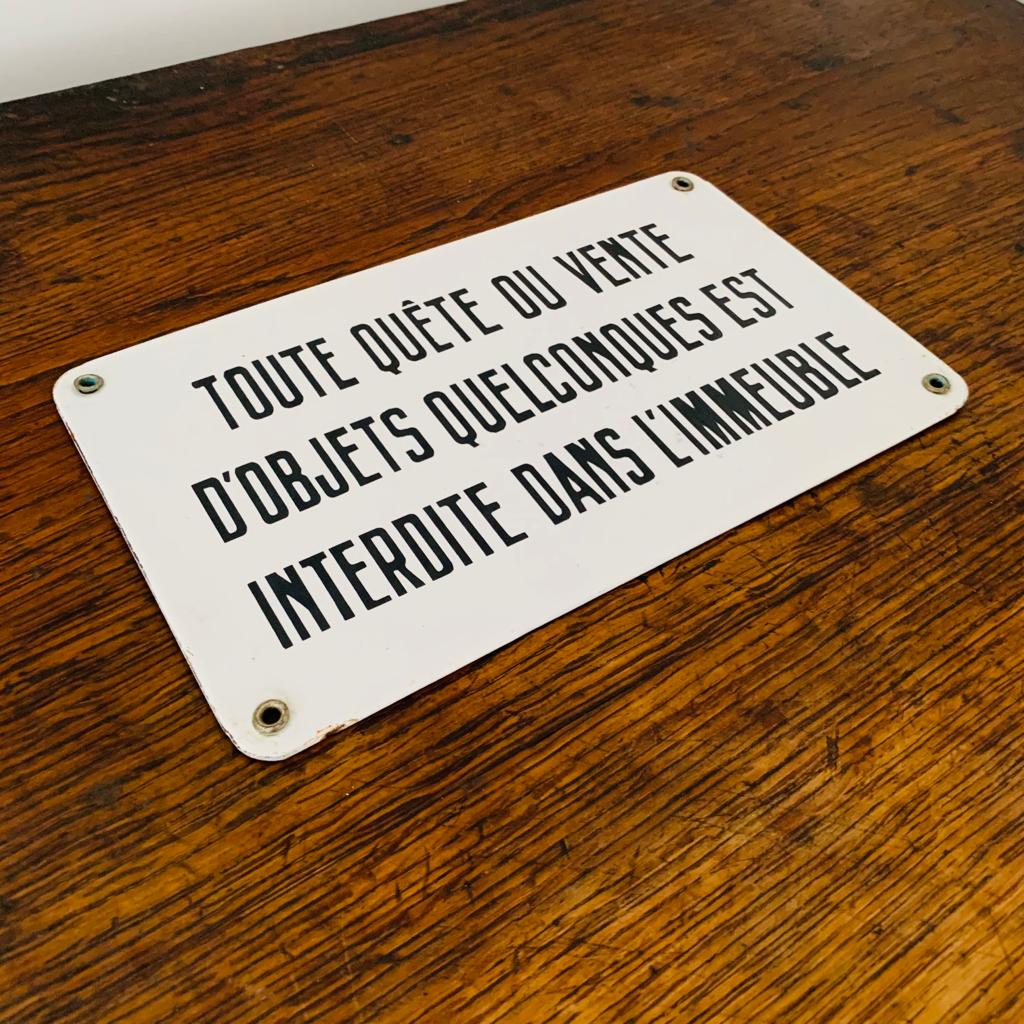 TOUTE QUÊTE OU VENTE
D'OBJETS QUELCONQUES EST
INTERDITE DANS L'IMMEUBLE